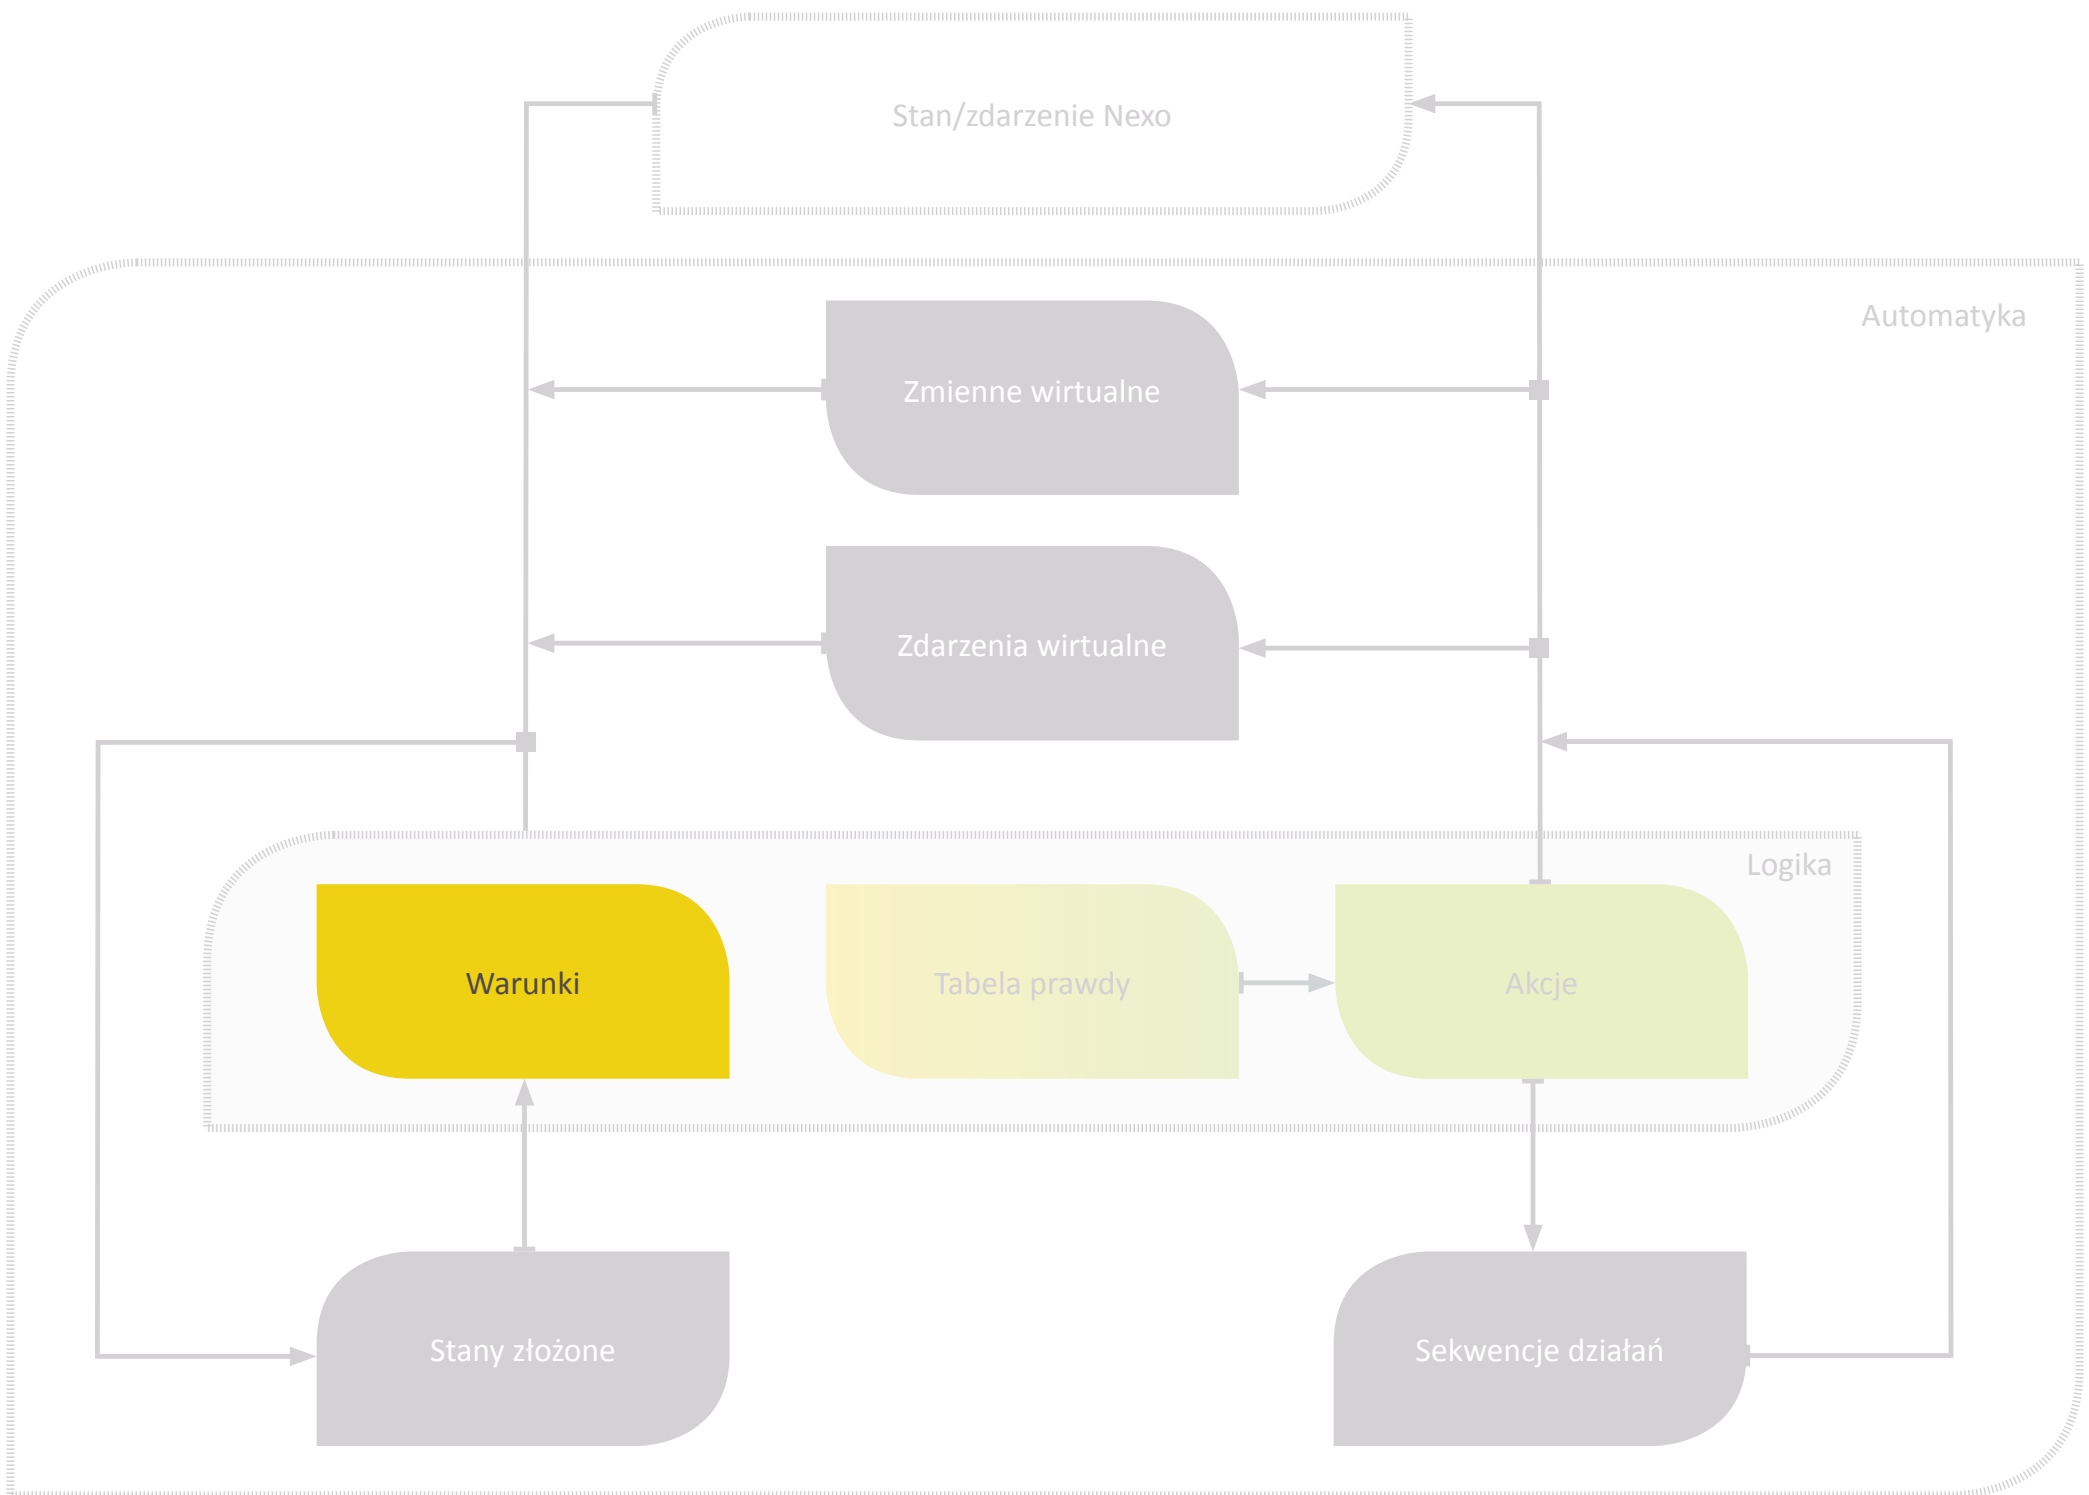 Stan/zdarzenie Nexo
Automatyka
Zmienne wirtualne
Zdarzenia wirtualne
Logika
Warunki
Tabela prawdy
Akcje
Stany złożone
Sekwencje działań